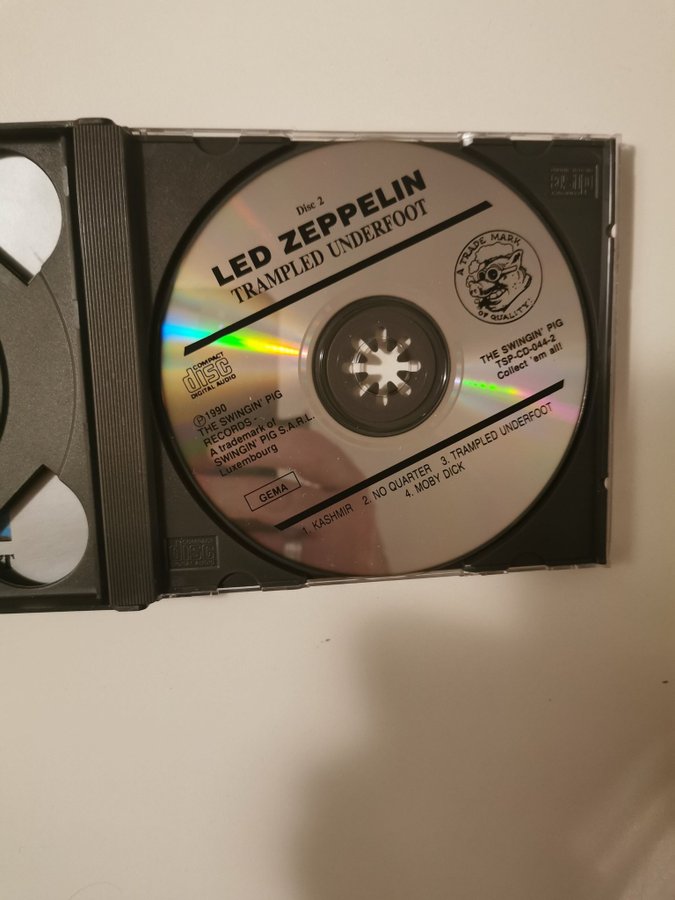 Disc 2
LED ZEPPELIN
TRAMPLED UNDERFOOT
A TRADE MARK
OF QUALITY!
COMPACT
disc
DIGITAL AUDIO
THE SWINGIN' PIG
TSP-CD-044-2
Collect 'em all!
℗1990
THE SWINGIN' PIG
RECORDS -
A trademark of
SWINGIN' PIG S.A.R.L.
Luxembourg
GEMA
1. KASHMIR 2. NO QUARTER 3. TRAMPLED UNDERFOOT
4. MOBY DICK
disc
disc